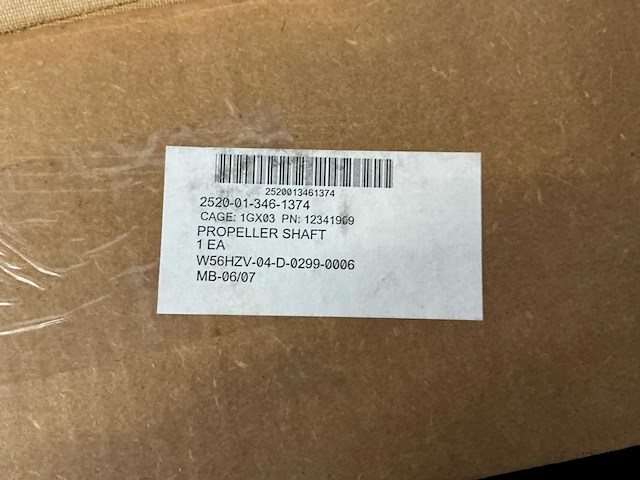 2520013461374
2520-01-346-1374
CAGE: 1GX03 PN: 12341909
PROPELLER SHAFT
1 EA
W56HZV-04-D-0299-0006
MB-06/07